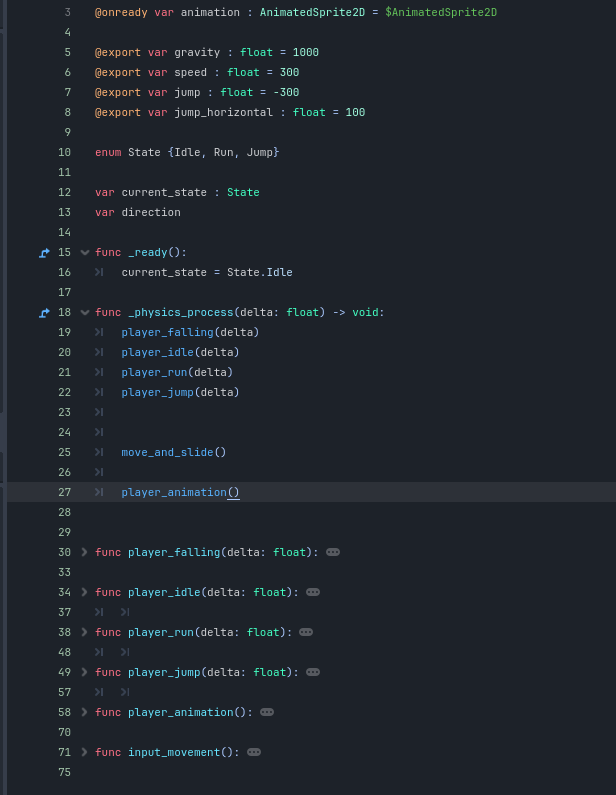 3 @onready var animation : AnimatedSprite2D = $AnimatedSprite2D
4
5 @export var gravity : float = 1000
6 @export var speed : float = 300
7 @export var jump : float = -300
8 @export var jump_horizontal : float = 100
9
10 enum State {Idle, Run, Jump}
11
12 var current_state : State
13 var direction
14
15 func _ready():
16 current_state = State.Idle
17
18 func _physics_process(delta: float) -> void:
19 player_falling(delta)
20 player_idle(delta)
21 player_run(delta)
22 player_jump(delta)
23
24
25 move_and_slide()
26
27 player_animation()
28
29
30 func player_falling(delta: float):
33
34 func player_idle(delta: float):
37
38 func player_run(delta: float):
48
49 func player_jump(delta: float):
57
58 func player_animation():
70
71 func input_movement():
75